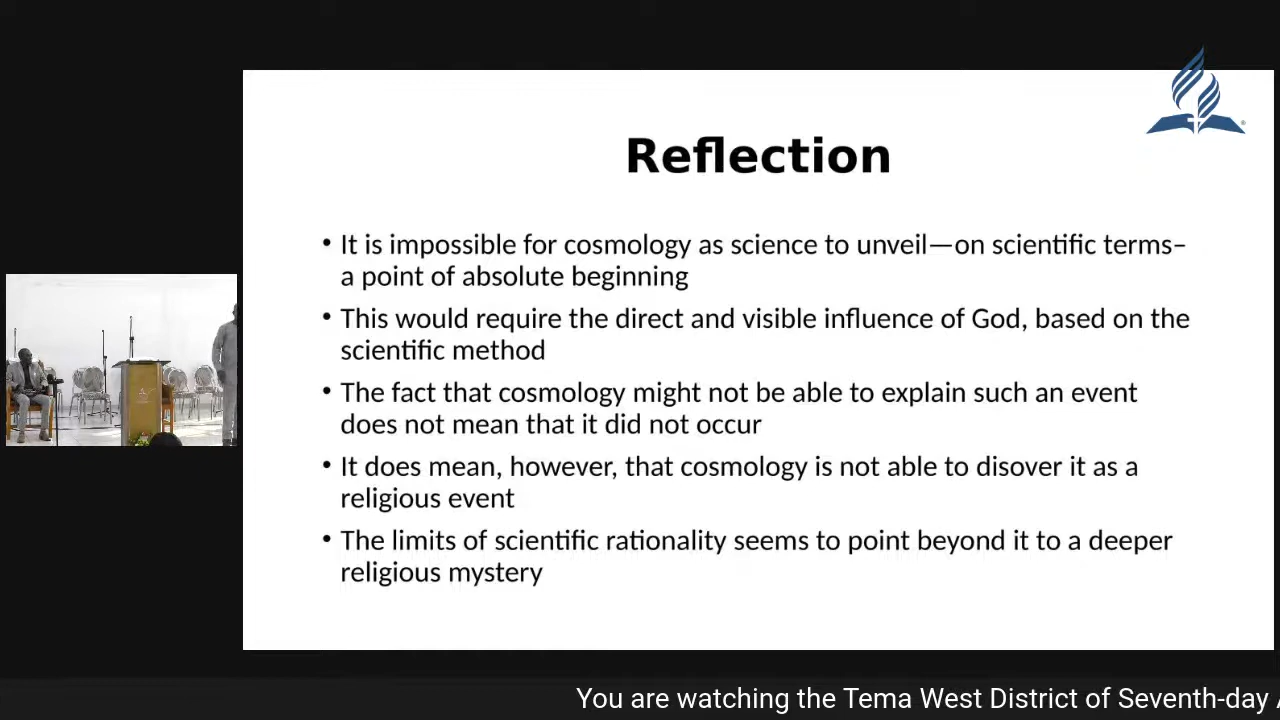 Reflection
• It is impossible for cosmology as science to unveil—on scientific terms–
a point of absolute beginning
• This would require the direct and visible influence of God, based on the
scientific method
• The fact that cosmology might not be able to explain such an event
does not mean that it did not occur
• It does mean, however, that cosmology is not able to disover it as a
religious event
• The limits of scientific rationality seems to point beyond it to a deeper
religious mystery
You are watching the Tema West District of Seventh-day